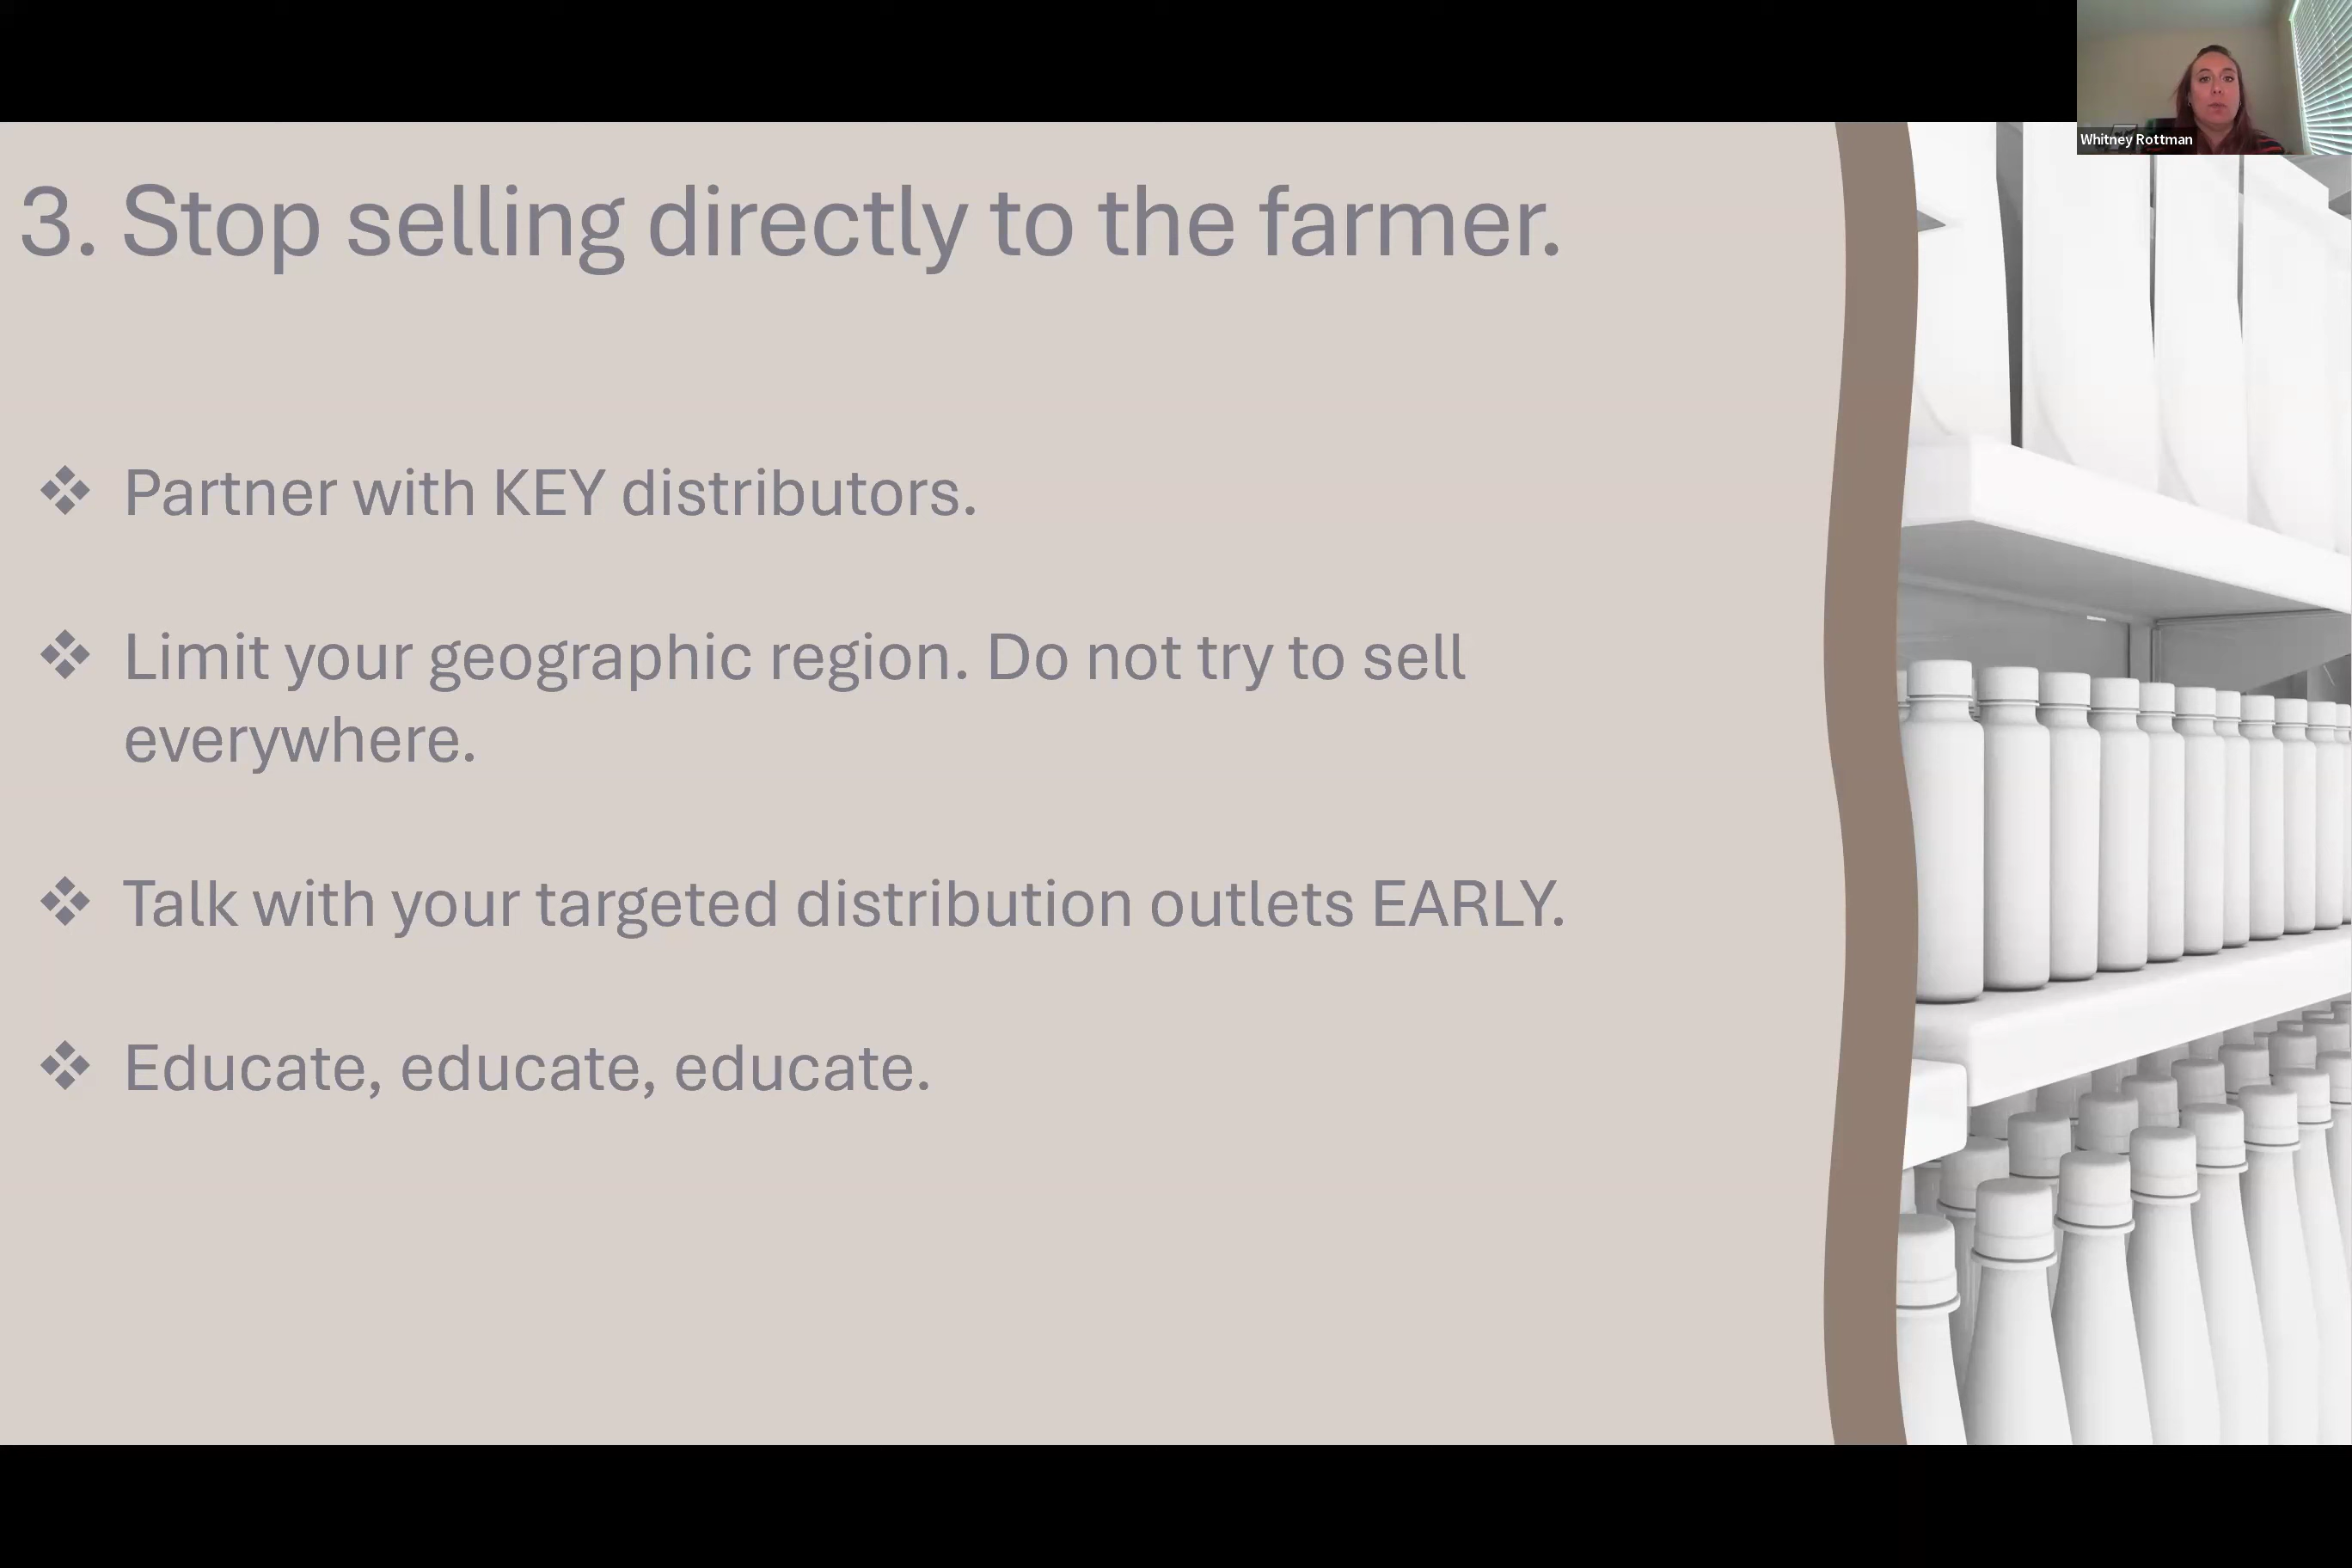 Whitney Rottman
3. Stop selling directly to the farmer.
❖ Partner with KEY distributors.
❖ Limit your geographic region. Do not try to sell
everywhere.
❖ Talk with your targeted distribution outlets EARLY.
❖ Educate, educate, educate.